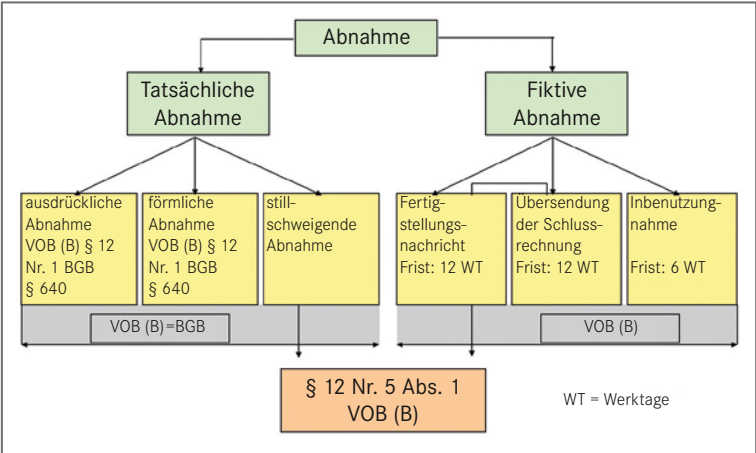 Abnahme
Tatsächliche
Abnahme
Fiktive
Abnahme
ausdrückliche
Abnahme
VOB (B) § 12
Nr. 1 BGB
§ 640
förmliche
Abnahme
VOB (B) § 12
Nr. 1 BGB
§ 640
still-
schweigende
Abnahme
Fertig-
stellungs-
nachricht
Frist: 12 WT
Übersendung
der Schluss-
rechnung
Frist: 12 WT
Inbenutzung-
nahme
Frist: 6 WT
VOB (B)=BGB
VOB (B)
§ 12 Nr. 5 Abs. 1
VOB (B)
WT = Werktage